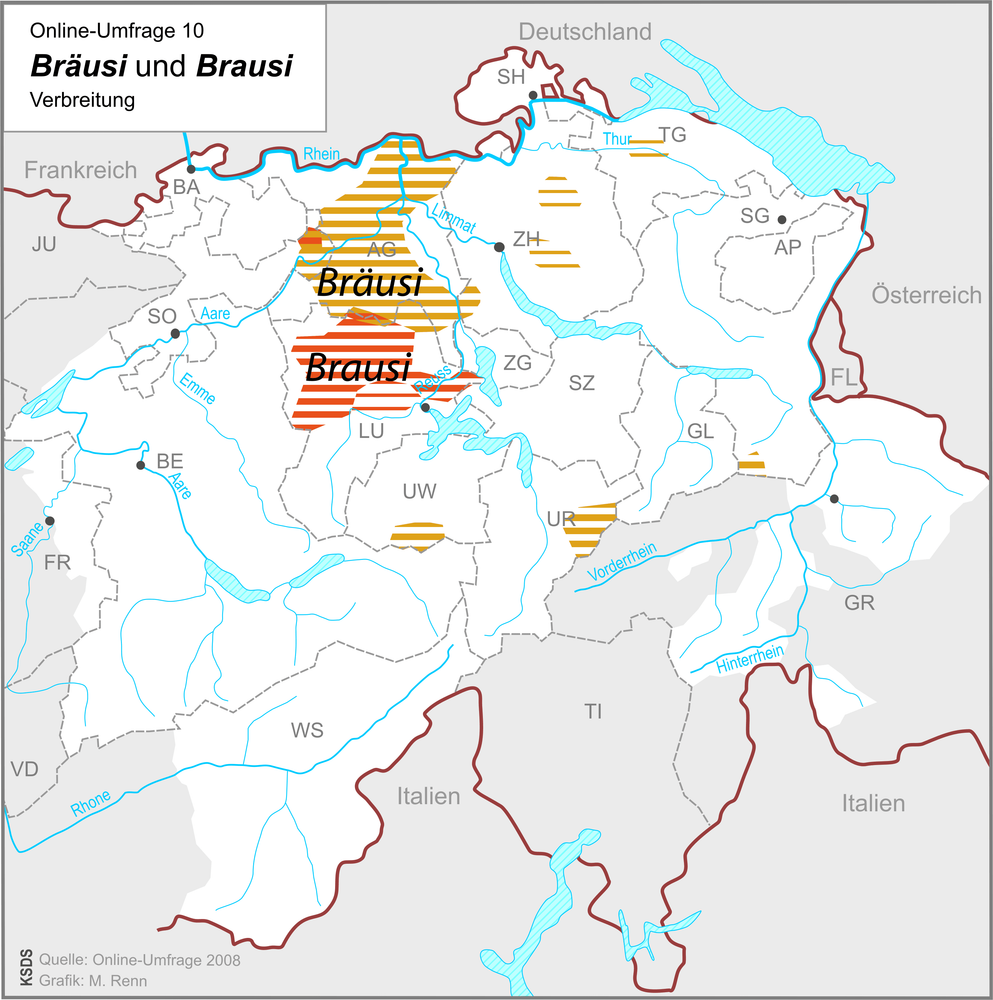 Online-Umfrage 10
Bräusi und Brausi
Verbreitung
Deutschland
SH
Thur
TG
Frankreich
Rhein
BA
Limmat
SG
JU
AG
ZH
AP
Bräusi
Österreich
SO
Aare
Brausi
ZG
Emme
Reuss
SZ
FL
LU
GL
BE
Aare
UW
UR
Saane
FR
Vorderrhein
GR
Hinterrhein
TI
WS
VD
Rhone
Italien
Italien
KSDS
Quelle: Online-Umfrage 2008
Grafik: M. Renn